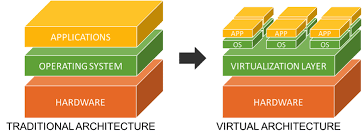 APPLICATIONS
OPERATING SYSTEM
HARDWARE
TRADITIONAL ARCHITECTURE
APP APP APP
OS OS OS
VIRTUALIZATION LAYER
HARDWARE
VIRTUAL ARCHITECTURE